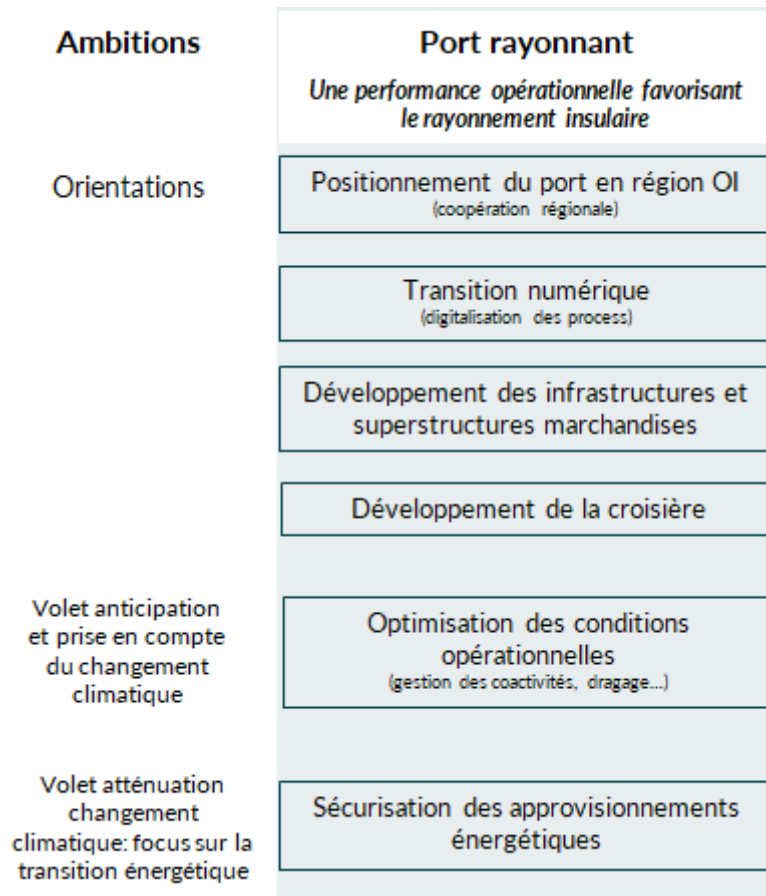 Ambitions
Port rayonnant
Une performance opérationnelle favorisant
le rayonnement insulaire
Orientations
Positionnement du port en région OI
(coopération régionale)
Transition numérique
(digitalisation des process)
Développement des infrastructures et
superstructures marchandises
Développement de la croisière
Volet anticipation
et prise en compte
du changement
climatique
Optimisation des conditions
opérationnelles
(gestion des coactivités, dragage...)
Volet atténuation
changement
climatique: focus sur la
transition énergétique
Sécurisation des approvisionnements
énergétiques